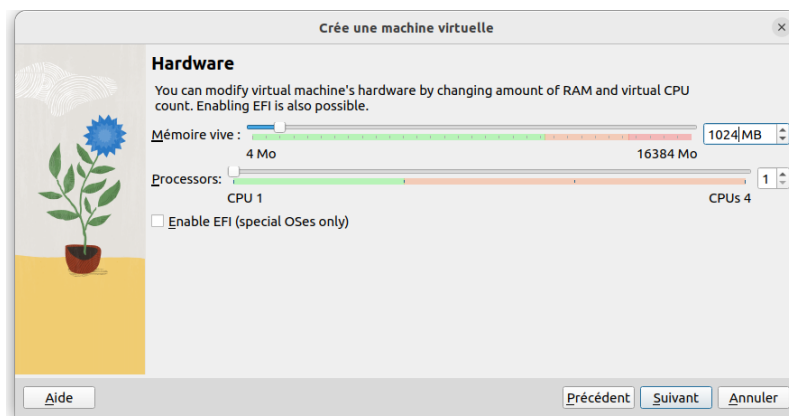 Crée une machine virtuelle
Hardware
You can modify virtual machine's hardware by changing amount of RAM and virtual CPU
count. Enabling EFI is also possible.
Mémoire vive : 1024 MB
4 Mo 16384 Mo
Processors: 1
CPU 1 CPUs 4
Enable EFI (special OSes only)
Aide Précédent Suivant Annuler